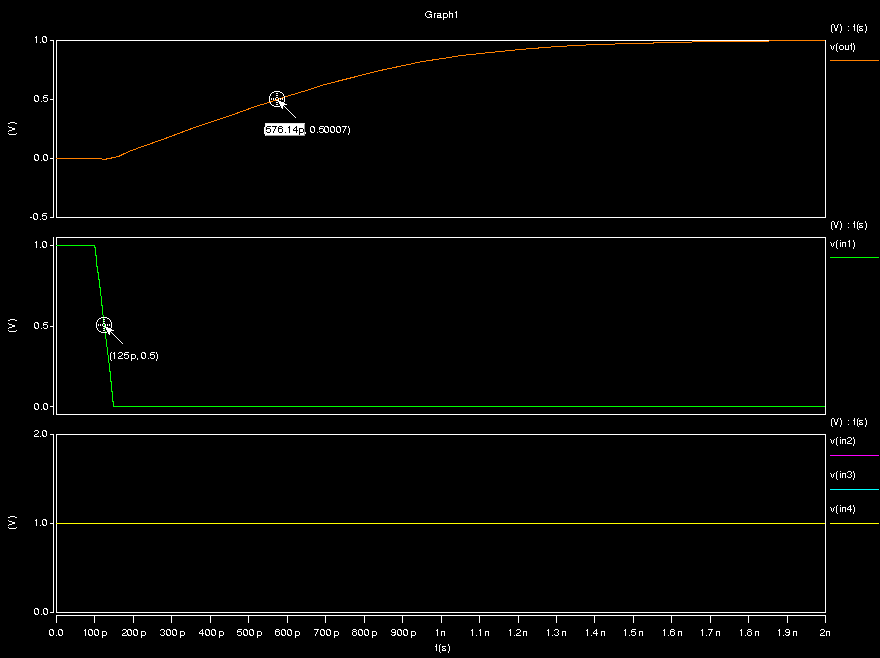 Graph1
(V) : t(s)
v(out)
1.0
0.5
0.0
-0.5
(V)
(576.14p, 0.50007)
(V) : t(s)
v(in1)
1.0
0.5
0.0
(V)
(125p, 0.5)
(V) : t(s)
v(in2)
v(in3)
v(in4)
2.0
1.0
0.0
(V)
0.0 100p 200p 300p 400p 500p 600p 700p 800p 900p 1n 1.1n 1.2n 1.3n 1.4n 1.5n 1.6n 1.7n 1.8n 1.9n 2n
t(s)